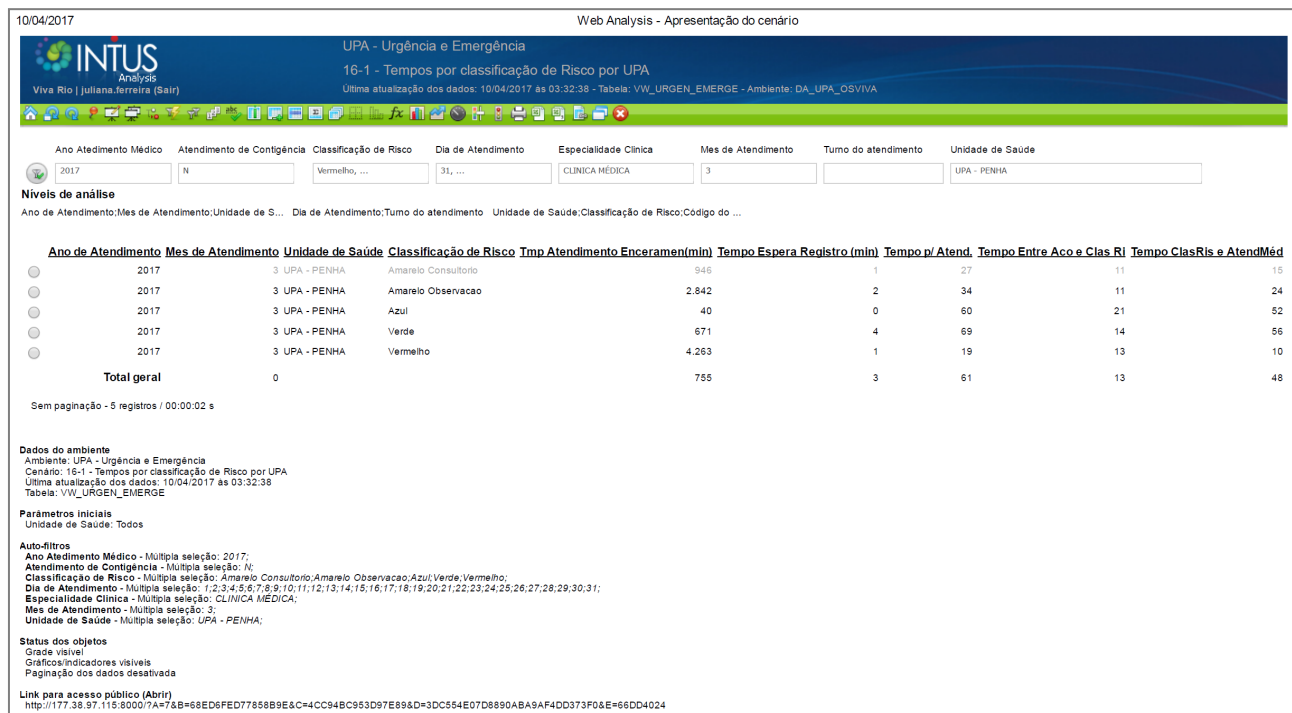 10/04/2017 Web Analysis - Apresentação do cenário
INTUS
Analysis
Viva Rio | juliana.ferreira (Sair)
UPA - Urgência e Emergência
16-1 - Tempos por classificação de Risco por UPA
Última atualização dos dados: 10/04/2017 às 03:32:38 - Tabela: VW_URGEN_EMERGE - Ambiente: DA_UPA_OSVIVA
Ano Atedimento Médico Atendimento de Contigência Classificação de Risco Dia de Atendimento Especialidade Clinica Mes de Atendimento Turno do atendimento Unidade de Saúde
2017 N Vermelho, ... 31, ... CLINICA MÉDICA 3 UPA - PENHA
Níveis de análise
Ano de Atendimento;Mes de Atendimento;Unidade de S... Dia de Atendimento;Turno do atendimento Unidade de Saúde;Classificação de Risco;Código do ...
Ano de Atendimento Mes de Atendimento Unidade de Saúde Classificação de Risco Tmp Atendimento Enceramen(min) Tempo Espera Registro (min) Tempo p/ Atend. Tempo Entre Aco e Clas Ri Tempo ClasRis e AtendMéd
2017 3 UPA - PENHA Amarelo Consultorio 946 1 27 11 15
2017 3 UPA - PENHA Amarelo Observacao 2.842 2 34 11 24
2017 3 UPA - PENHA Azul 40 0 60 21 52
2017 3 UPA - PENHA Verde 671 4 69 14 56
2017 3 UPA - PENHA Vermelho 4.263 1 19 13 10
Total geral 0 755 3 61 13 48
Sem paginação - 5 registros / 00:00:02 s
Dados do ambiente
Ambiente: UPA - Urgência e Emergência
Cenário: 16-1 - Tempos por classificação de Risco por UPA
Última atualização dos dados: 10/04/2017 às 03:32:38
Tabela: VW_URGEN_EMERGE
Parâmetros iniciais
Unidade de Saúde: Todos
Auto-filtros
Ano Atedimento Médico - Múltipla seleção: 2017;
Atendimento de Contigência - Múltipla seleção: N;
Classificação de Risco - Múltipla seleção: Amarelo Consultorio;Amarelo Observacao;Azul;Verde;Vermelho;
Dia de Atendimento - Múltipla seleção: 1;2;3;4;5;6;7;8;9;10;11;12;13;14;15;16;17;18;19;20;21;22;23;24;25;26;27;28;29;30;31;
Especialidade Clinica - Múltipla seleção: CLINICA MÉDICA;
Mes de Atendimento - Múltipla seleção: 3;
Unidade de Saúde - Múltipla seleção: UPA - PENHA;
Status dos objetos
Grade visível
Gráficos/indicadores visíveis
Paginação dos dados desativada
Link para acesso público (Abrir)
http://177.38.97.115:8000/?A=7&B=68ED6FED77858B9E&C=4CC94BC953D97E89&D=3DC554E07D8890ABA9AF4DD373F0&E=66DD4024